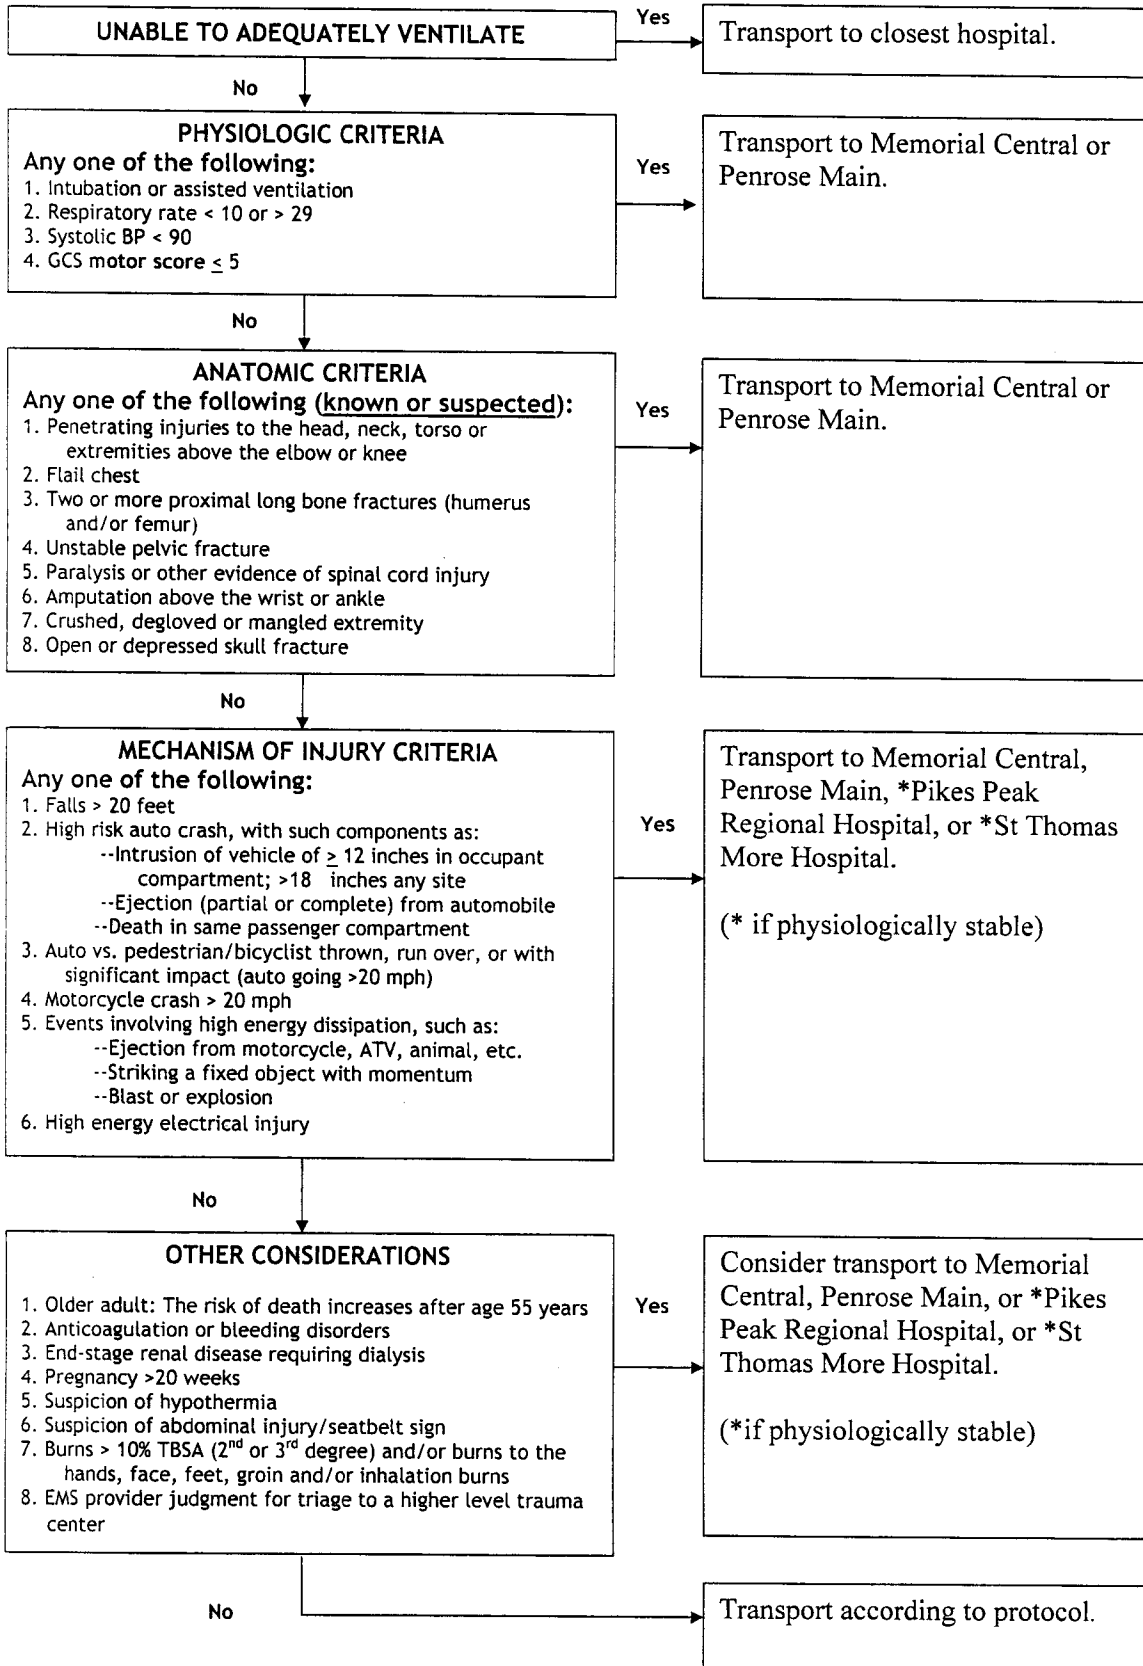 UNABLE TO ADEQUATELY VENTILATE
Yes
Transport to closest hospital.
No
PHYSIOLOGIC CRITERIA
Any one of the following:
1. Intubation or assisted ventilation
2. Respiratory rate < 10 or > 29
3. Systolic BP < 90
4. GCS motor score ≤ 5
Yes
Transport to Memorial Central or
Penrose Main.
No
ANATOMIC CRITERIA
Any one of the following (known or suspected):
1. Penetrating injuries to the head, neck, torso or
extremities above the elbow or knee
2. Flail chest
3. Two or more proximal long bone fractures (humerus
and/or femur)
4. Unstable pelvic fracture
5. Paralysis or other evidence of spinal cord injury
6. Amputation above the wrist or ankle
7. Crushed, degloved or mangled extremity
8. Open or depressed skull fracture
Yes
Transport to Memorial Central or
Penrose Main.
No
MECHANISM OF INJURY CRITERIA
Any one of the following:
1. Falls > 20 feet
2. High risk auto crash, with such components as:
--Intrusion of vehicle of ≥ 12 inches in occupant
compartment; >18 inches any site
--Ejection (partial or complete) from automobile
--Death in same passenger compartment
3. Auto vs. pedestrian/bicyclist thrown, run over, or with
significant impact (auto going >20 mph)
4. Motorcycle crash > 20 mph
5. Events involving high energy dissipation, such as:
--Ejection from motorcycle, ATV, animal, etc.
--Striking a fixed object with momentum
--Blast or explosion
6. High energy electrical injury
Yes
Transport to Memorial Central,
Penrose Main, *Pikes Peak
Regional Hospital, or *St Thomas
More Hospital.
(* if physiologically stable)
No
OTHER CONSIDERATIONS
1. Older adult: The risk of death increases after age 55 years
2. Anticoagulation or bleeding disorders
3. End-stage renal disease requiring dialysis
4. Pregnancy >20 weeks
5. Suspicion of hypothermia
6. Suspicion of abdominal injury/seatbelt sign
7. Burns > 10% TBSA (2nd or 3rd degree) and/or burns to the
hands, face, feet, groin and/or inhalation burns
8. EMS provider judgment for triage to a higher level trauma
center
Yes
Consider transport to Memorial
Central, Penrose Main, or *Pikes
Peak Regional Hospital, or *St
Thomas More Hospital.
(*if physiologically stable)
No
Transport according to protocol.